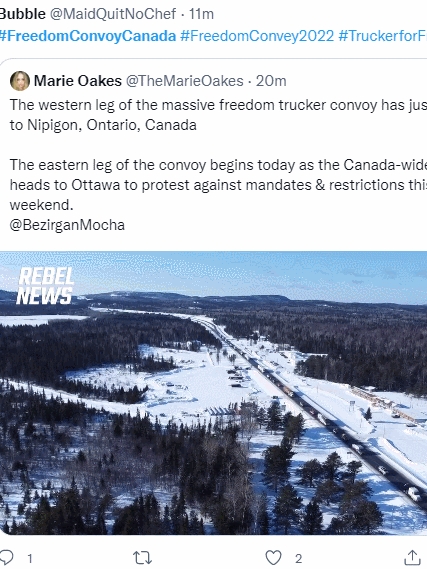 Bubble @MaidQuitNoChef · 11m
#FreedomConvoyCanada #FreedomConvey2022 #TruckerforF
Marie Oakes @TheMarieOakes · 20m
The western leg of the massive freedom trucker convoy has jus
to Nipigon, Ontario, Canada
The eastern leg of the convoy begins today as the Canada-wide
heads to Ottawa to protest against mandates & restrictions this
weekend.
@BezirganMocha
REBEL
NEWS
1
2